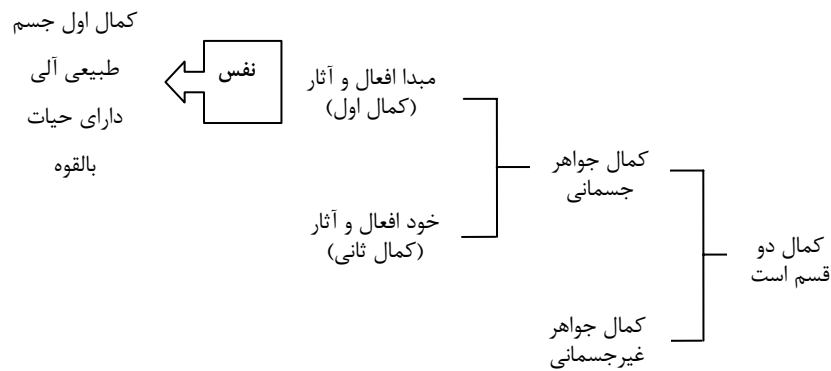 کمال دو
قسم است
کمال جواهر
جسمانی
کمال جواهر
غیرجسمانی
مبدا افعال و آثار
(کمال اول)
خود افعال و آثار
(کمال ثانی)
نفس
کمال اول جسم
طبیعی آلی
دارای حیات
بالقوه